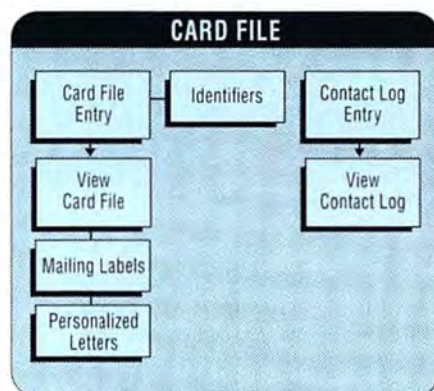 CARD FILE
Card File
Entry
Identifiers
Contact Log
Entry
View
Card File
View
Contact Log
Mailing Labels
Personalized
Letters